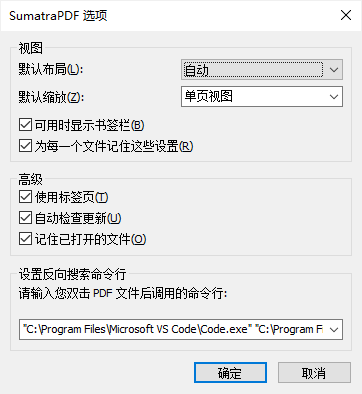 SumatraPDF 选项
视图
默认布局(L): 自动
默认缩放(Z): 单页视图
可用时显示书签栏(B)
为每一个文件记住这些设置(R)
高级
使用标签页(T)
自动检查更新(U)
记住已打开的文件(O)
设置反向搜索命令行
请输入您双击 PDF 文件后调用的命令行:
"C:\Program Files\Microsoft VS Code\Code.exe" "C:\Program F
确定 取消